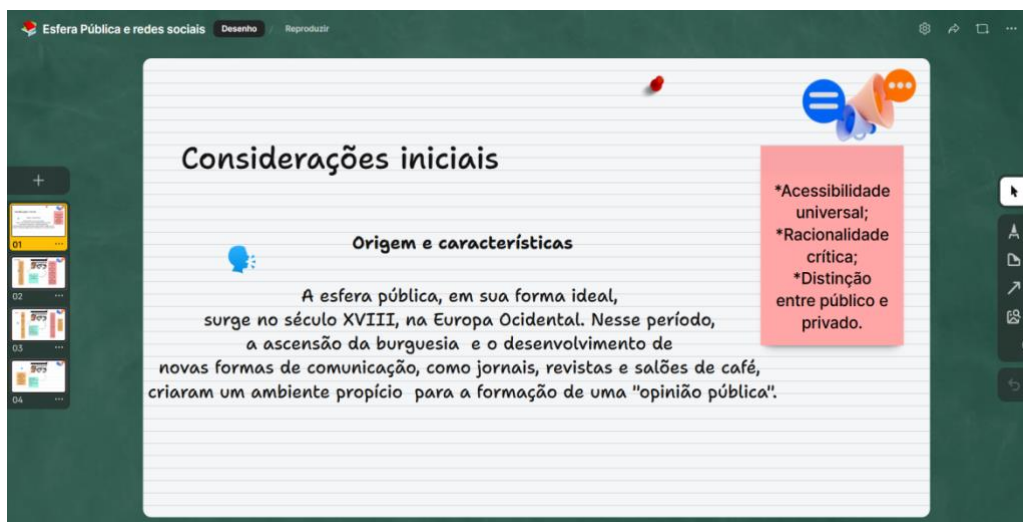 Esfera Pública e redes sociais
Desenho
/
Reproduzir
Considerações iniciais
Origem e características
A esfera pública, em sua forma ideal,
surge no século XVIII, na Europa Ocidental. Nesse período,
a ascensão da burguesia e o desenvolvimento de
novas formas de comunicação, como jornais, revistas e salões de café,
criaram um ambiente propício para a formação de uma "opinião pública".
*Acessibilidade
universal;
*Racionalidade
crítica;
*Distinção
entre público e
privado.
01
02
03
04